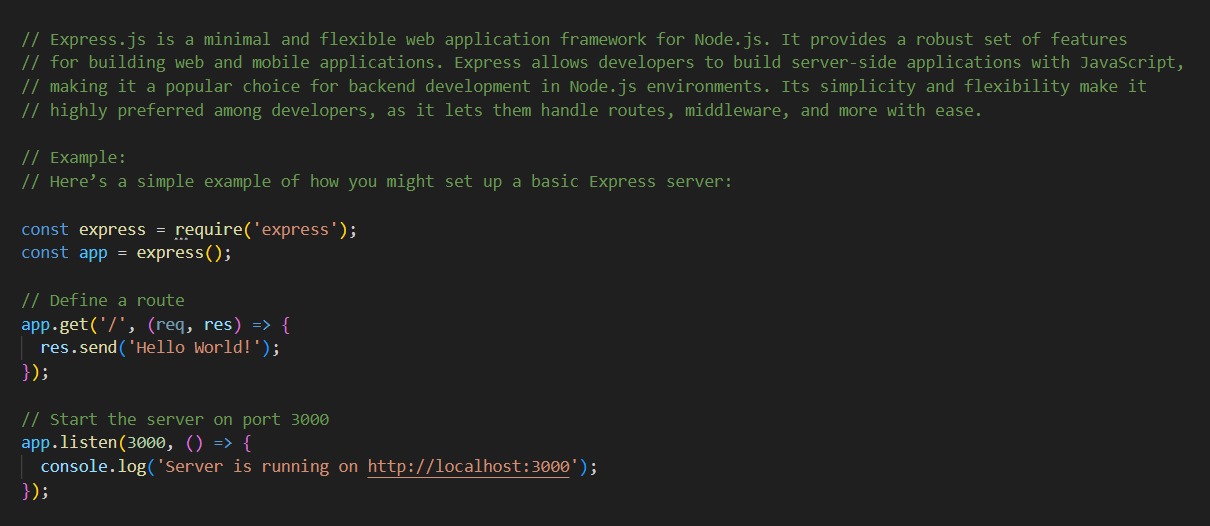 // Express.js is a minimal and flexible web application framework for Node.js. It provides a robust set of features
// for building web and mobile applications. Express allows developers to build server-side applications with JavaScript,
// making it a popular choice for backend development in Node.js environments. Its simplicity and flexibility make it
// highly preferred among developers, as it lets them handle routes, middleware, and more with ease.
// Example:
// Here’s a simple example of how you might set up a basic Express server:
const express = require('express');
const app = express();
// Define a route
app.get('/', (req, res) => {
  res.send('Hello World!');
});
// Start the server on port 3000
app.listen(3000, () => {
  console.log('Server is running on http://localhost:3000');
});